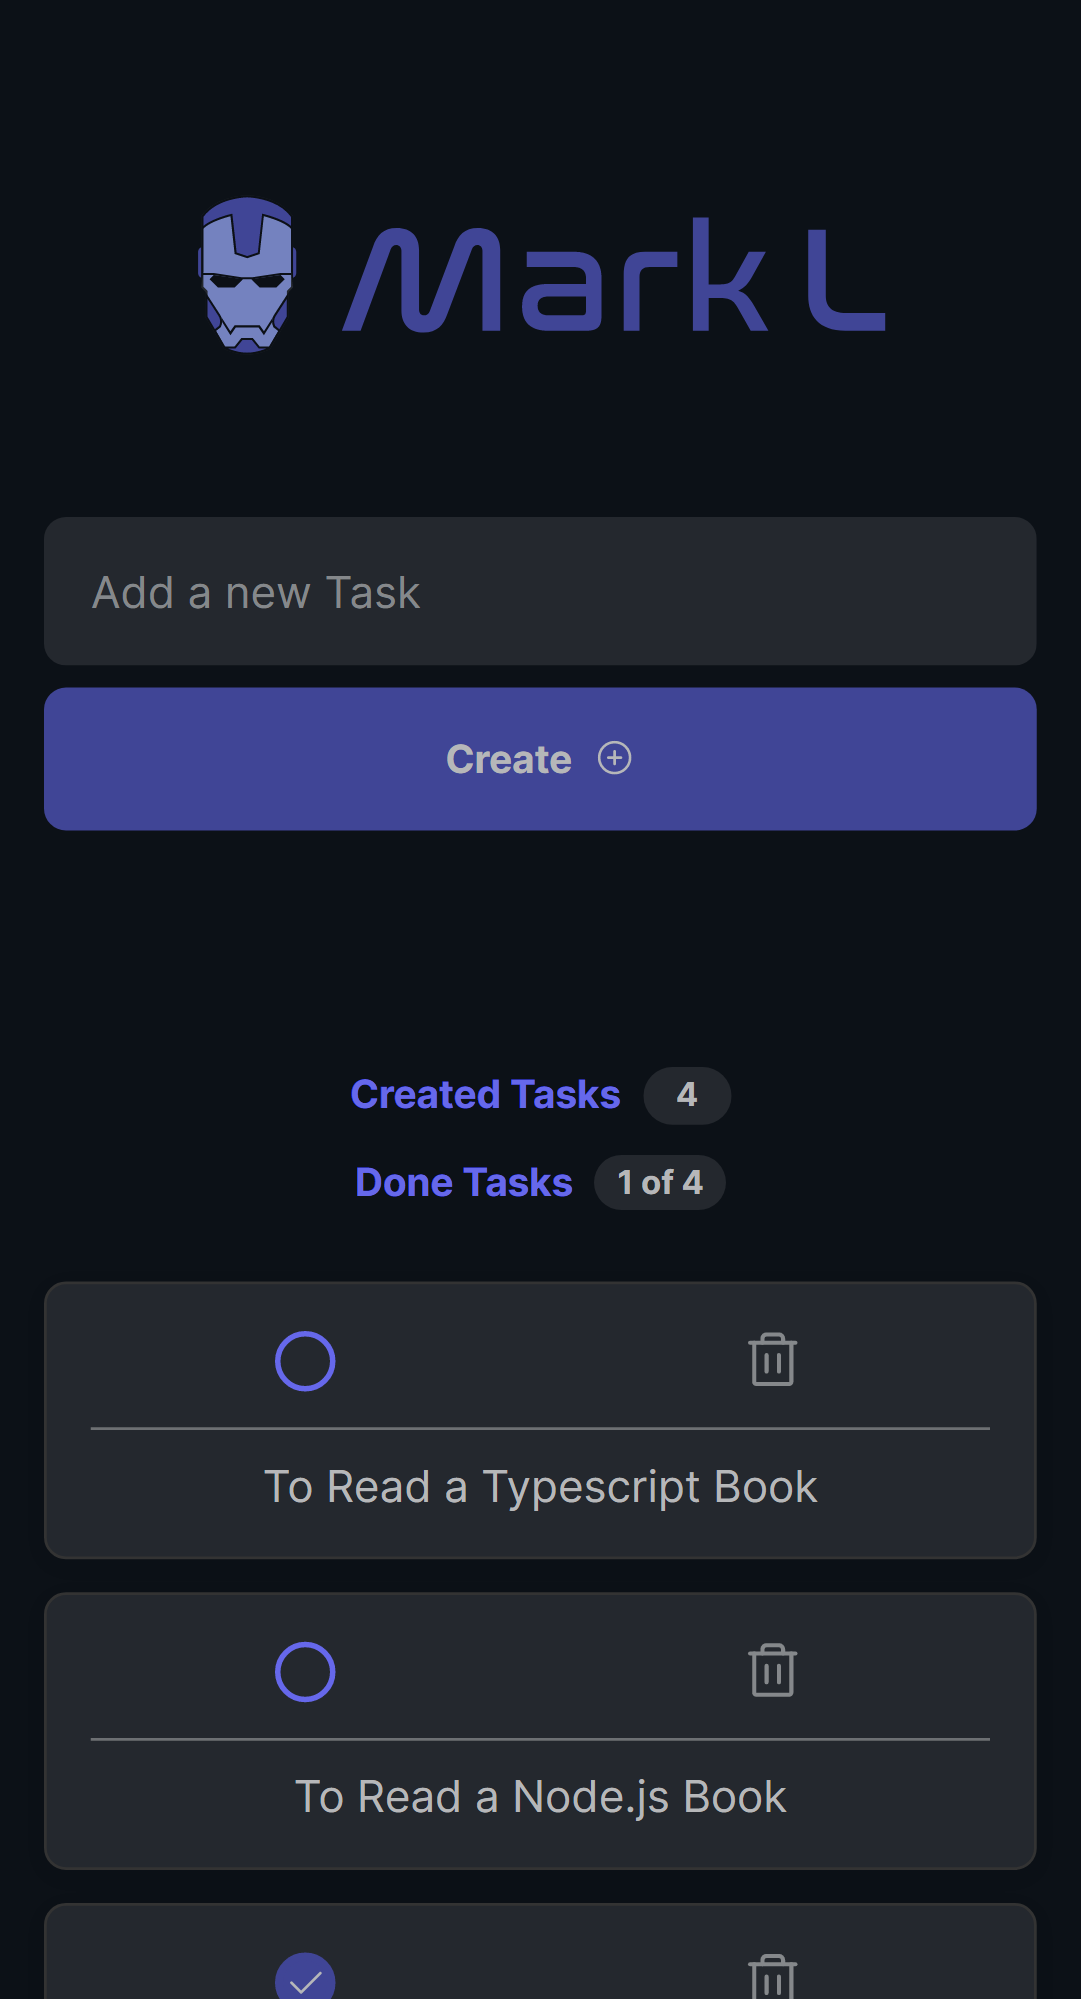 Mark L
Add a new Task
Create
Created Tasks 4
Done Tasks 1 of 4
To Read a Typescript Book
To Read a Node.js Book